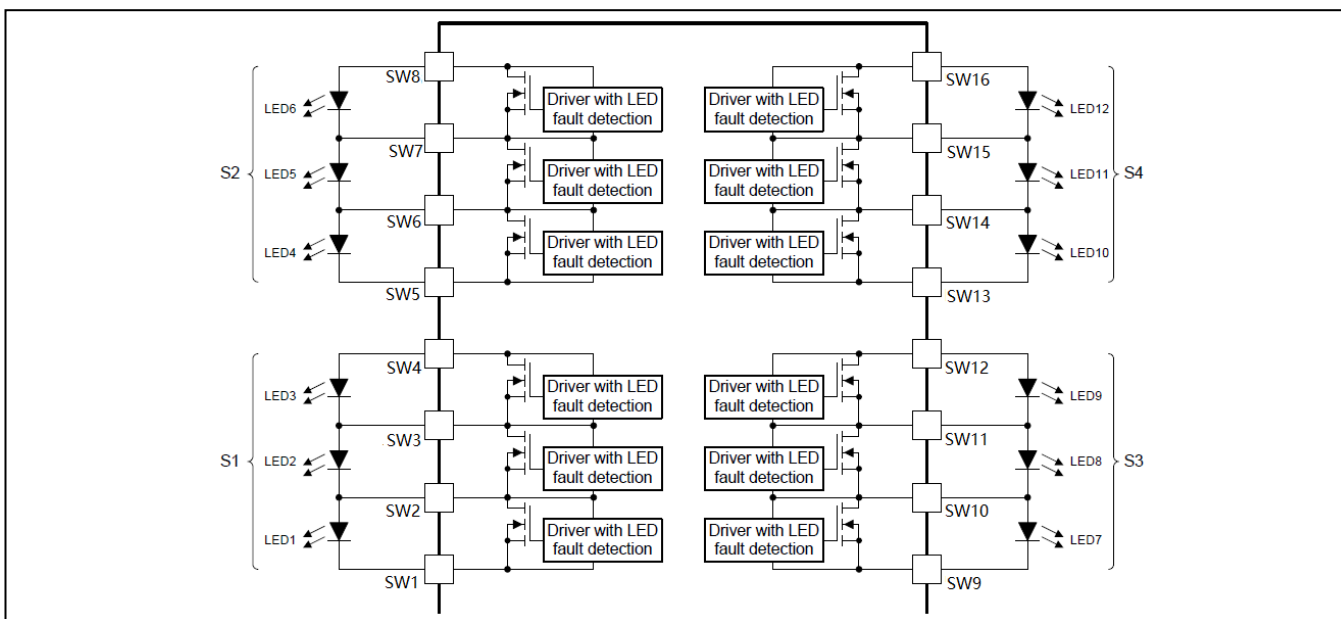 SW8
SW16
LED6
Driver with LED
fault detection
Driver with LED
fault detection
LED12
SW7
SW15
S2
LED5
Driver with LED
fault detection
Driver with LED
fault detection
LED11
S4
SW6
SW14
LED4
Driver with LED
fault detection
Driver with LED
fault detection
LED10
SW5
SW13
SW4
SW12
LED3
Driver with LED
fault detection
Driver with LED
fault detection
LED9
SW3
SW11
S1
LED2
Driver with LED
fault detection
Driver with LED
fault detection
LED8
S3
SW2
SW10
LED1
Driver with LED
fault detection
Driver with LED
fault detection
LED7
SW1
SW9